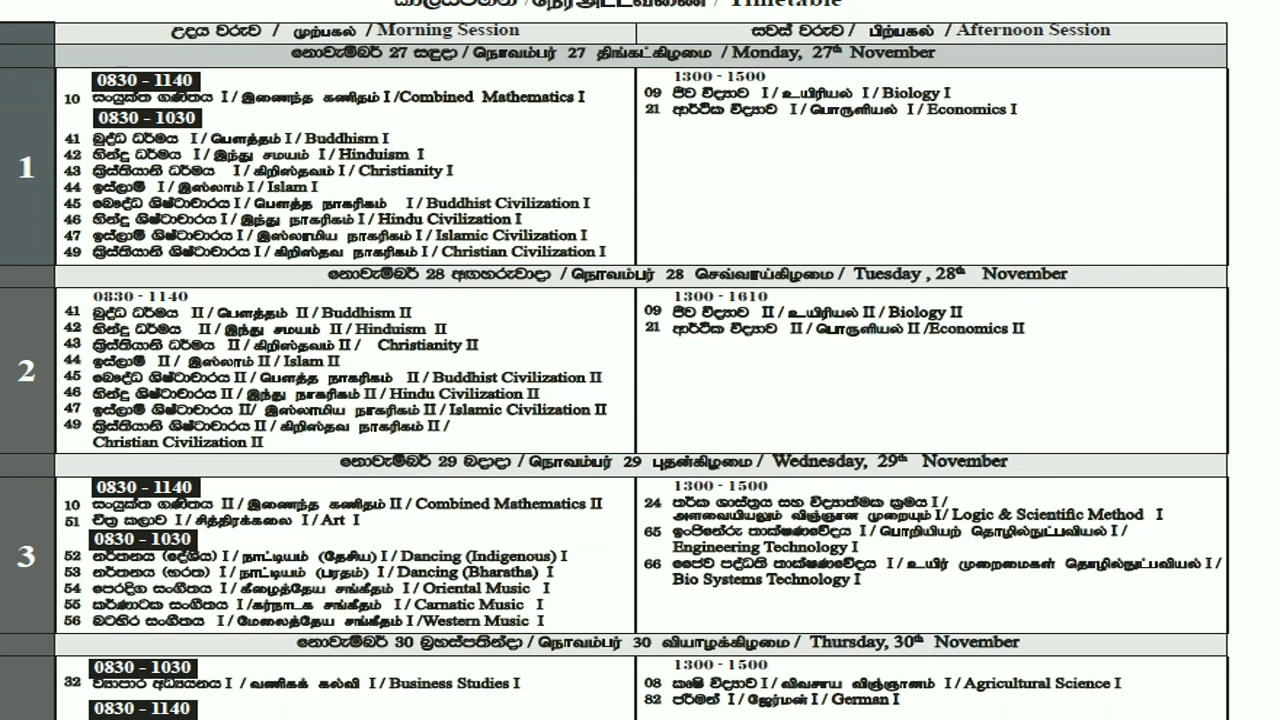 කාලසටහන / நேரஅட்டவணை / Timetable
උදය වරුව / முற்பகல் / Morning Session
සවස් වරුව / பிற்பகல் / Afternoon Session
නොවැම්බර් 27 සඳුදා / நொவம்பர் 27 திங்கட்கிழமை / Monday, 27th November
1
0830 - 1140
10 සංයුක්ත ගණිතය I / இணைந்த கணிதம் I /Combined Mathematics I
0830 - 1030
41 බුද්ධ ධර්මය I / பௌத்தம் I / Buddhism I
42 හින්දු ධර්මය I / இந்து சமயம் I / Hinduism I
43 ක්‍රිස්තියානි ධර්මය I / கிறிஸ்தவம் I / Christianity I
44 ඉස්ලාම් I / இஸ்லாம் I / Islam I
45 බෞද්ධ ශිෂ්ටාචාරය I / பௌத்த நாகரிகம் I / Buddhist Civilization I
46 හින්දු ශිෂ්ටාචාරය I / இந்து நாகரிகம் I / Hindu Civilization I
47 ඉස්ලාම් ශිෂ්ටාචාරය I / இஸ்லாமிய நாகரிகம் I / Islamic Civilization I
49 ක්‍රිස්තියානි ශිෂ්ටාචාරය I / கிறிஸ்தவ நாகரிகம் I / Christian Civilization I
1300 - 1500
09 ජීව විද්‍යාව I / உயிரியல் I / Biology I
21 ආර්ථික විද්‍යාව I / பொருளியல் I / Economics I
නොවැම්බර් 28 අඟහරුවාදා / நொவம்பர் 28 செவ்வாய்கிழமை / Tuesday , 28th November
2
0830 - 1140
41 බුද්ධ ධර්මය II / பௌத்தம் II / Buddhism II
42 හින්දු ධර්මය II / இந்து சமயம் II / Hinduism II
43 ක්‍රිස්තියානි ධර්මය II / கிறிஸ்தவம் II / Christianity II
44 ඉස්ලාම් II / இஸ்லாம் II / Islam II
45 බෞද්ධ ශිෂ්ටාචාරය II / பௌத்த நாகரிகம் II / Buddhist Civilization II
46 හින්දු ශිෂ්ටාචාරය II / இந்து நாகரிகம் II / Hindu Civilization II
47 ඉස්ලාම් ශිෂ්ටාචාරය II/ இஸ்லாமிய நாகரிகம் II / Islamic Civilization II
49 ක්‍රිස්තියානි ශිෂ්ටාචාරය II / கிறிஸ்தவ நாகரிகம் II /
Christian Civilization II
1300 - 1610
09 ජීව විද්‍යාව II / உயிரியல் II / Biology II
21 ආර්ථික විද්‍යාව II / பொருளியல் II /Economics II
නොවැම්බර් 29 බදාදා / நொவம்பர் 29 புதன்கிழமை / Wednesday, 29th November
3
0830 - 1140
10 සංයුක්ත ගණිතය II / இணைந்த கணிதம் II / Combined Mathematics II
51 චිත්‍ර කලාව I / சித்திரக்கலை I / Art I
0830 - 1030
52 නර්තනය (දේශීය) I / நாட்டியம் (தேசிய) I / Dancing (Indigenous) I
53 නර්තනය (භරත) I / நாட்டியம் (பரதம்) I / Dancing (Bharatha) I
54 පෙරදිග සංගීතය I / கீழைத்தேய சங்கீதம் I / Oriental Music I
55 කර්ණාටක සංගීතය I /கர்நாடக சங்கீதம் I / Carnatic Music I
56 බටහිර සංගීතය I / மேலைத்தேய சங்கீதம் I /Western Music I
1300 - 1500
24 තර්ක ශාස්ත්‍රය සහ විද්‍යාත්මක ක්‍රමය I /
அளவையியலும் விஞ்ஞான முறையும் I / Logic & Scientific Method I
65 ඉංජිනේරු තාක්ෂණවේදය I / பொறியியற் தொழில்நுட்பவியல் I /
Engineering Technology I
66 ජෛව පද්ධති තාක්ෂණවේදය I / உயிர் முறைமைகள் தொழில்நுட்பவியல் I /
Bio Systems Technology I
නොවැම්බර් 30 බ්‍රහස්පතින්දා / நொவம்பர் 30 வியாழக்கிழமை / Thursday, 30th November
0830 - 1030
32 ව්‍යාපාර අධ්‍යයනය I / வணிகக் கல்வி I / Business Studies I
0830 - 1140
1300 - 1500
08 කෘෂි විද්‍යාව I / விவசாய விஞ்ஞானம் I / Agricultural Science I
82 ජර්මන් I / ஜேர்மன் I / German I